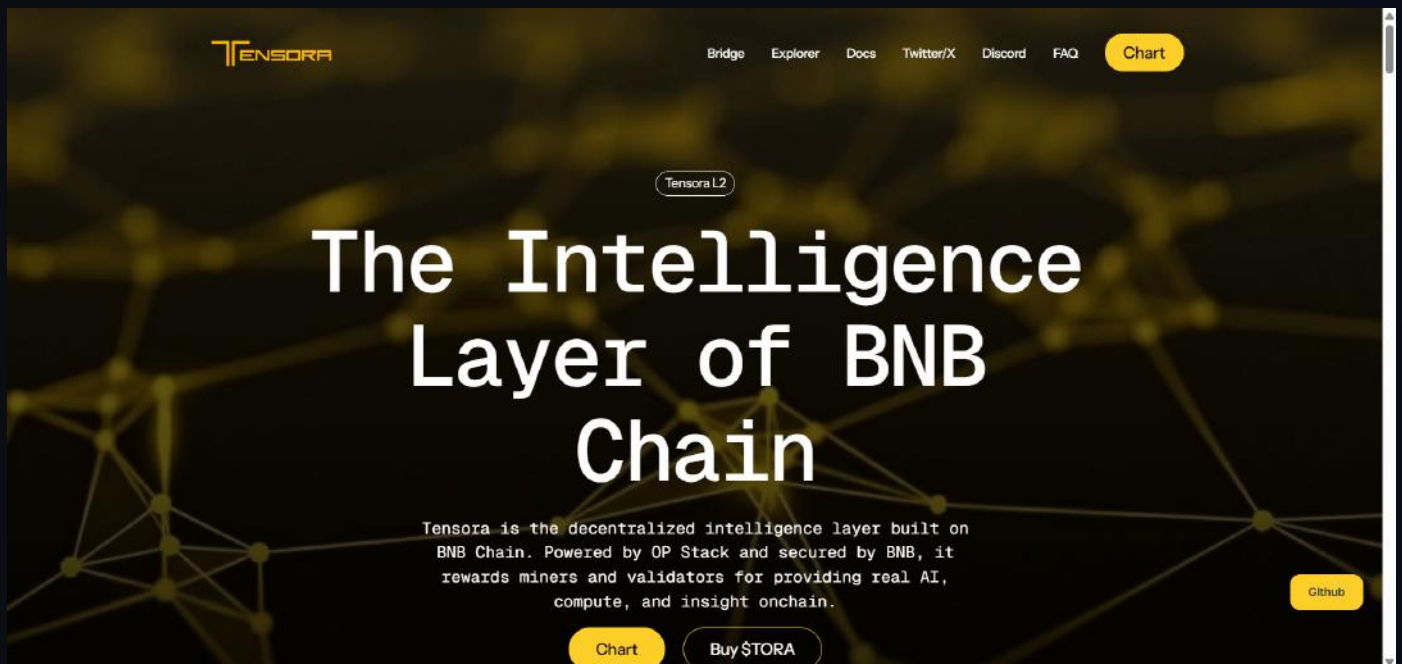 TENSORA
Bridge Explorer Docs Twitter/X Discord FAQ Chart
Tensora L2
The Intelligence
Layer of BNB
Chain
Tensora is the decentralized intelligence layer built on
BNB Chain. Powered by OP Stack and secured by BNB, it
rewards miners and validators for providing real AI,
compute, and insight onchain.
Github
Chart Buy $TORA